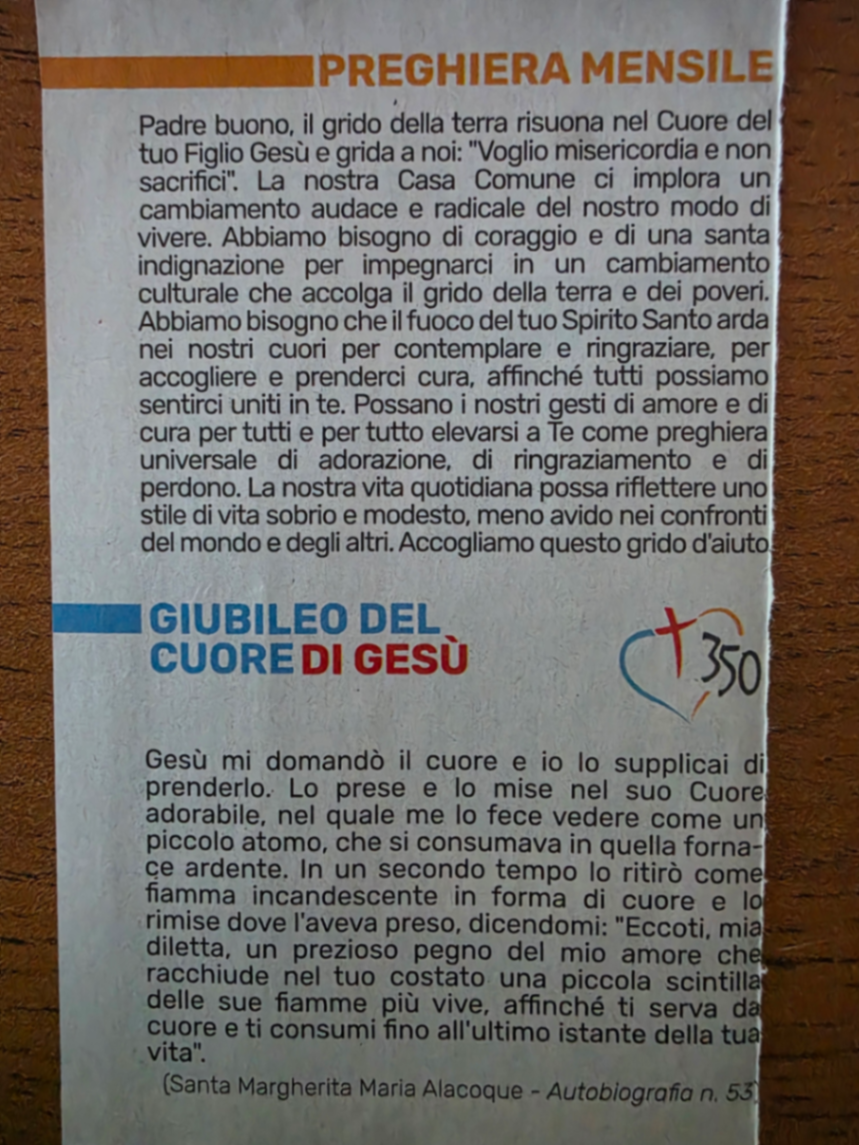 PREGHIERA MENSILE
Padre buono, il grido della terra risuona nel Cuore del
tuo Figlio Gesù e grida a noi: "Voglio misericordia e non
sacrifici". La nostra Casa Comune ci implora un
cambiamento audace e radicale del nostro modo di
vivere. Abbiamo bisogno di coraggio e di una santa
indignazione per impegnarci in un cambiamento
culturale che accolga il grido della terra e dei poveri.
Abbiamo bisogno che il fuoco del tuo Spirito Santo arda
nei nostri cuori per contemplare e ringraziare, per
accogliere e prenderci cura, affinché tutti possiamo
sentirci uniti in te. Possano i nostri gesti di amore e di
cura per tutti e per tutto elevarsi a Te come preghiera
universale di adorazione, di ringraziamento e di
perdono. La nostra vita quotidiana possa riflettere uno
stile di vita sobrio e modesto, meno avido nei confronti
del mondo e degli altri. Accogliamo questo grido d'aiuto.
GIUBILEO DEL
CUORE DI GESÙ
350
Gesù mi domandò il cuore e io lo supplicai di
prenderlo. Lo prese e lo mise nel suo Cuore
adorabile, nel quale me lo fece vedere come un
piccolo atomo, che si consumava in quella forna-
ce ardente. In un secondo tempo lo ritirò come
fiamma incandescente in forma di cuore e lo
rimise dove l'aveva preso, dicendomi: "Eccoti, mia
diletta, un prezioso pegno del mio amore che
racchiude nel tuo costato una piccola scintilla
delle sue fiamme più vive, affinché ti serva da
cuore e ti consumi fino all'ultimo istante della tua
vita".
(Santa Margherita Maria Alacoque - Autobiografia n. 53)